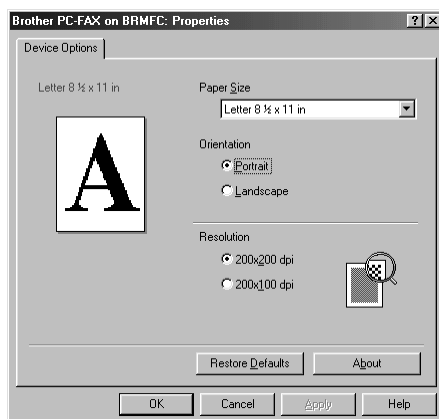 Brother PC-FAX on BRMFC: Properties
Device Options
Letter 8 ½ x 11 in
A
Paper Size
Letter 8 ½ x 11 in
Orientation
Portrait
Landscape
Resolution
200x200 dpi
200x100 dpi
Restore Defaults
About
OK
Cancel
Apply
Help